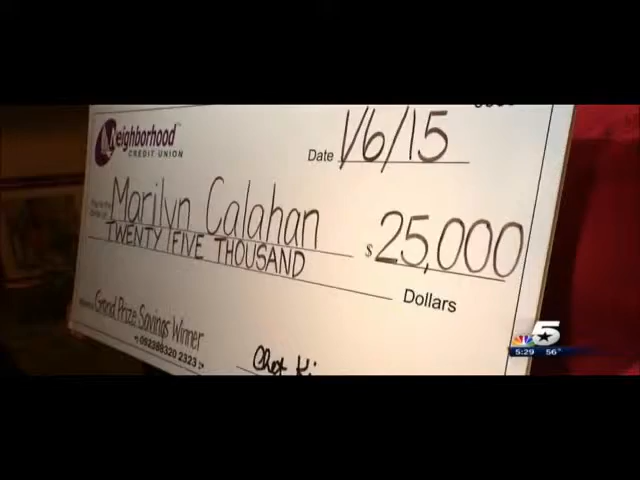 Neighborhood
CREDIT UNION
Date 1/6/15
Marilyn Calahan $ 25,000
TWENTY FIVE THOUSAND
Dollars
Grand Prize Savings Winner
5
5:29 56°